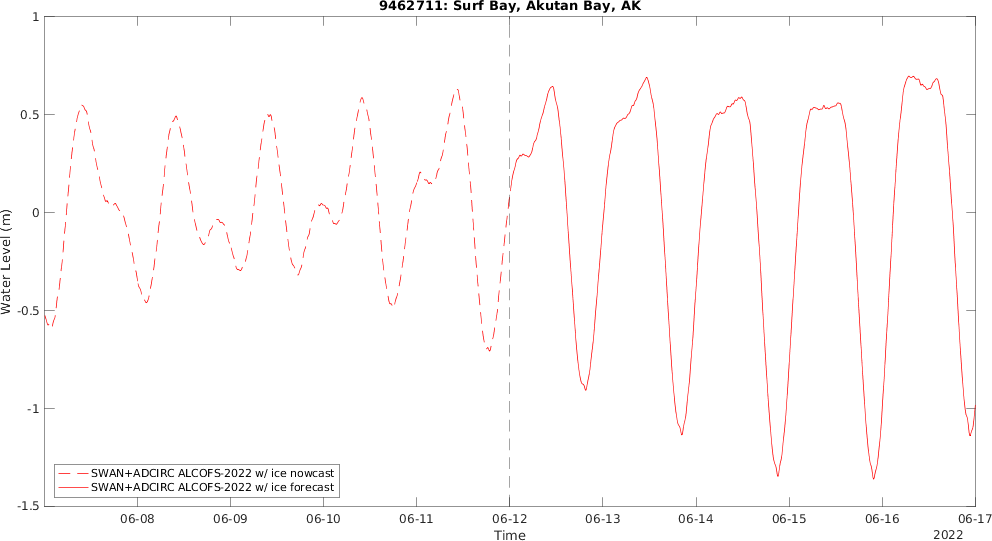 9462711: Surf Bay, Akutan Bay, AK
1
0.5
0
-0.5
-1
-1.5
Water Level (m)
SWAN+ADCIRC ALCOFS-2022 w/ ice nowcast
SWAN+ADCIRC ALCOFS-2022 w/ ice forecast
06-08 06-09 06-10 06-11 06-12 06-13 06-14 06-15 06-16 06-17
Time
2022